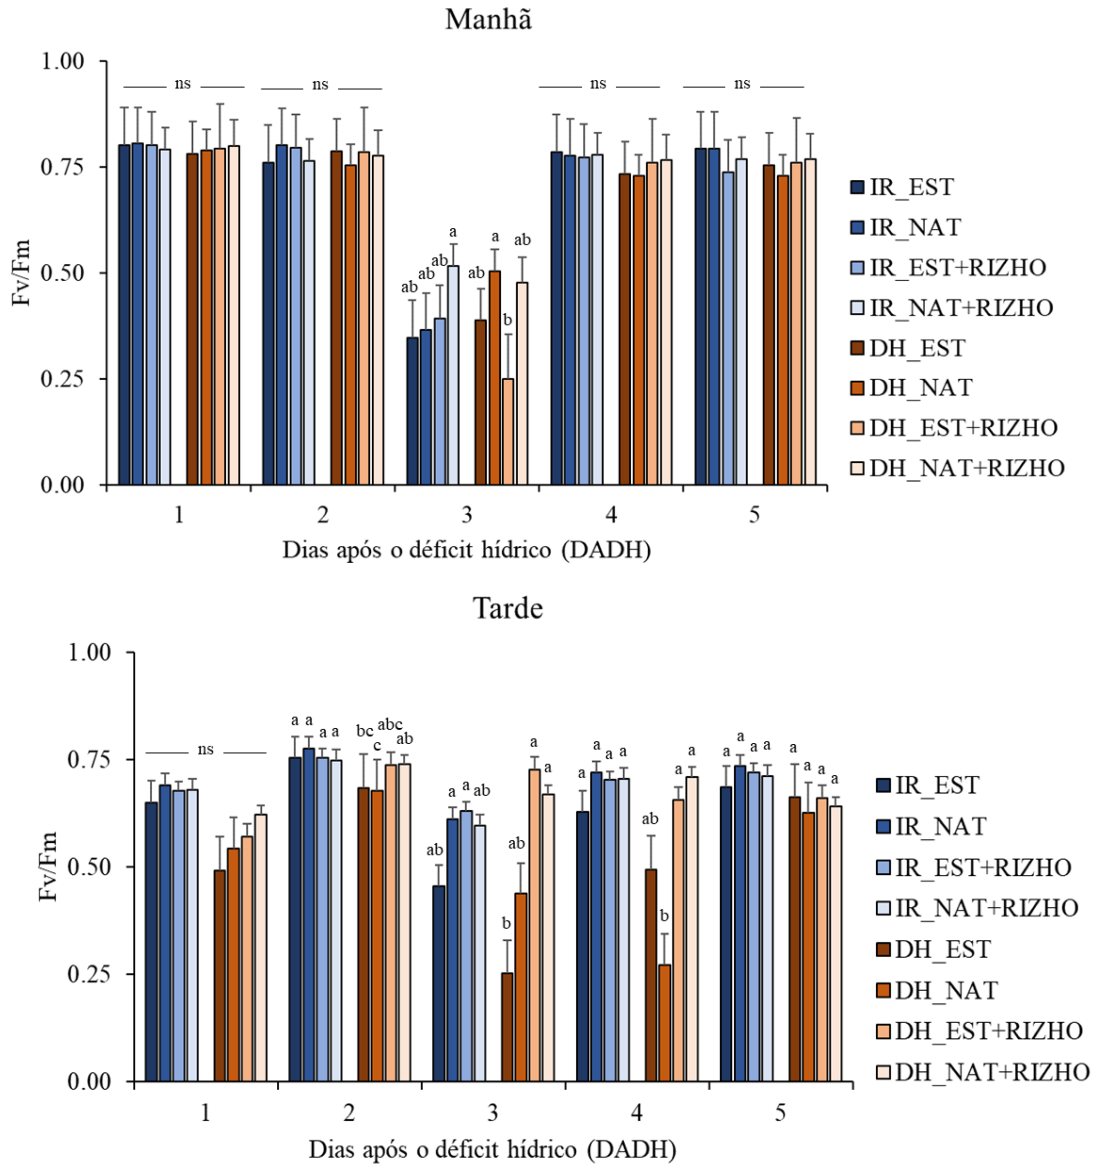 Manhã
1.00
0.75
0.50
0.25
0.00
Fv/Fm
ns
ns
ab
ab
ab
a
ab
a
b
ab
ns
ns
1
2
3
4
5
Dias após o déficit hídrico (DADH)
IR_EST
IR_NAT
IR_EST+RIZHO
IR_NAT+RIZHO
DH_EST
DH_NAT
DH_EST+RIZHO
DH_NAT+RIZHO
Tarde
1.00
0.75
0.50
0.25
0.00
Fv/Fm
ns
a
a
a
a
bc
c
abc
ab
ab
a
a
ab
b
ab
a
a
a
a
a
a
ab
b
a
a
a
a
a
a
a
a
a
a
1
2
3
4
5
Dias após o déficit hídrico (DADH)
IR_EST
IR_NAT
IR_EST+RIZHO
IR_NAT+RIZHO
DH_EST
DH_NAT
DH_EST+RIZHO
DH_NAT+RIZHO